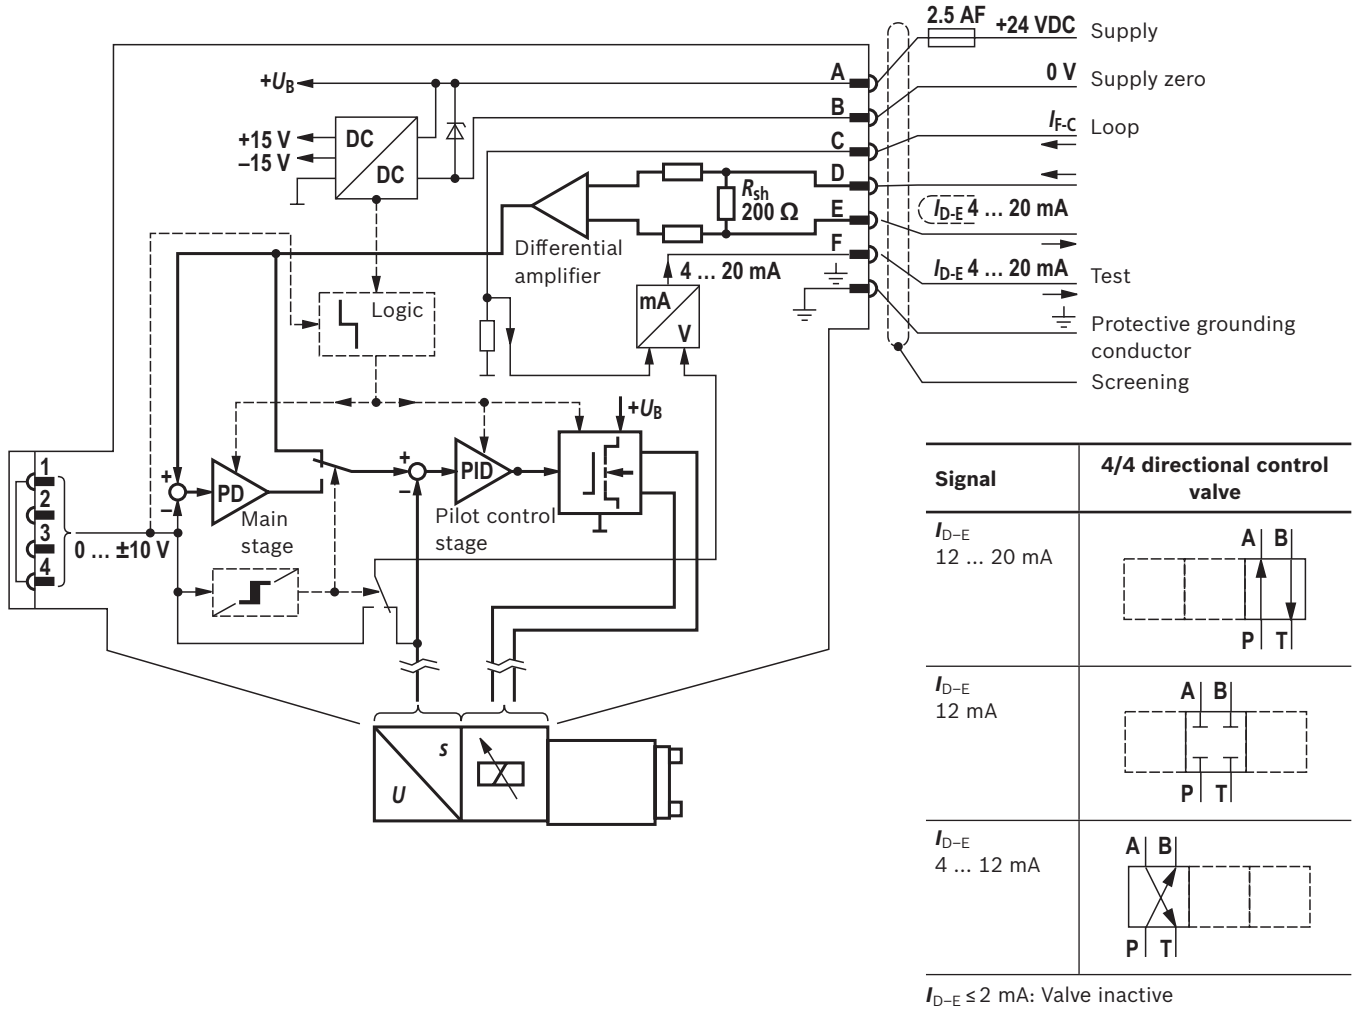 2.5 AF
+24 VDC
Supply
A
+UB
0 V
Supply zero
B
+15 V
–15 V
DC
DC
IF-C
Loop
C
D
Rsh
200 Ω
E
ID-E 4 ... 20 mA
Differential
amplifier
F
4 ... 20 mA
ID-E 4 ... 20 mA
Test
Logic
mA
V
Protective grounding
conductor
Screening
+UB
1
2
3
4
0 ... ±10 V
+
–
PD
Main
stage
+
–
PID
Pilot control
stage
s
U
Signal
4/4 directional control
valve
ID–E
12 ... 20 mA
A B
P T
ID–E
12 mA
A B
P T
ID–E
4 ... 12 mA
A B
P T
ID–E ≤ 2 mA: Valve inactive